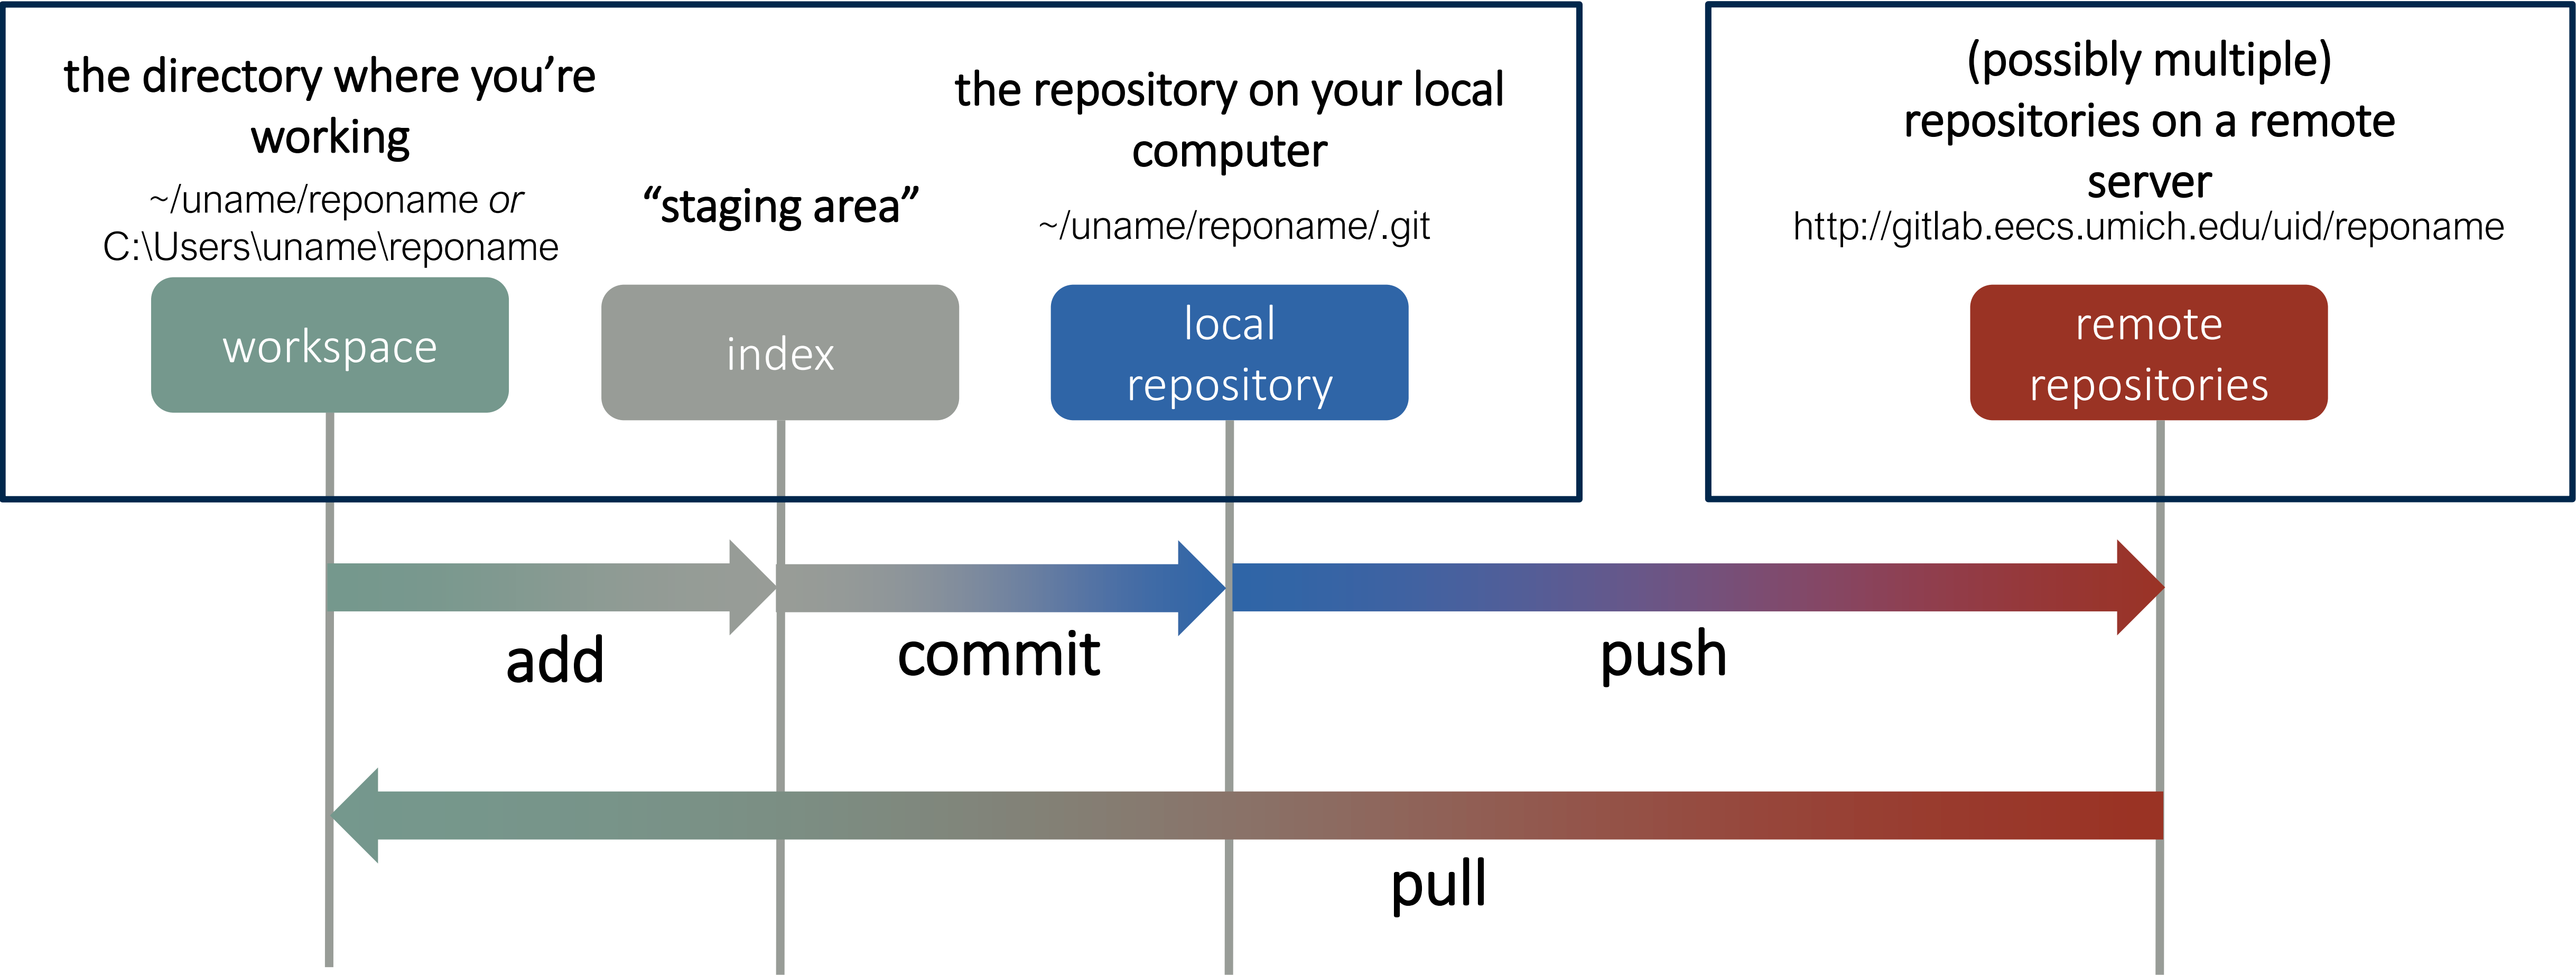 the directory where you’re
working
~/uname/reponame or
C:\Users\uname\reponame
workspace
“staging area”
index
the repository on your local
computer
~/uname/reponame/.git
local
repository
(possibly multiple)
repositories on a remote
server
http://gitlab.eecs.umich.edu/uid/reponame
remote
repositories
add
commit
push
pull